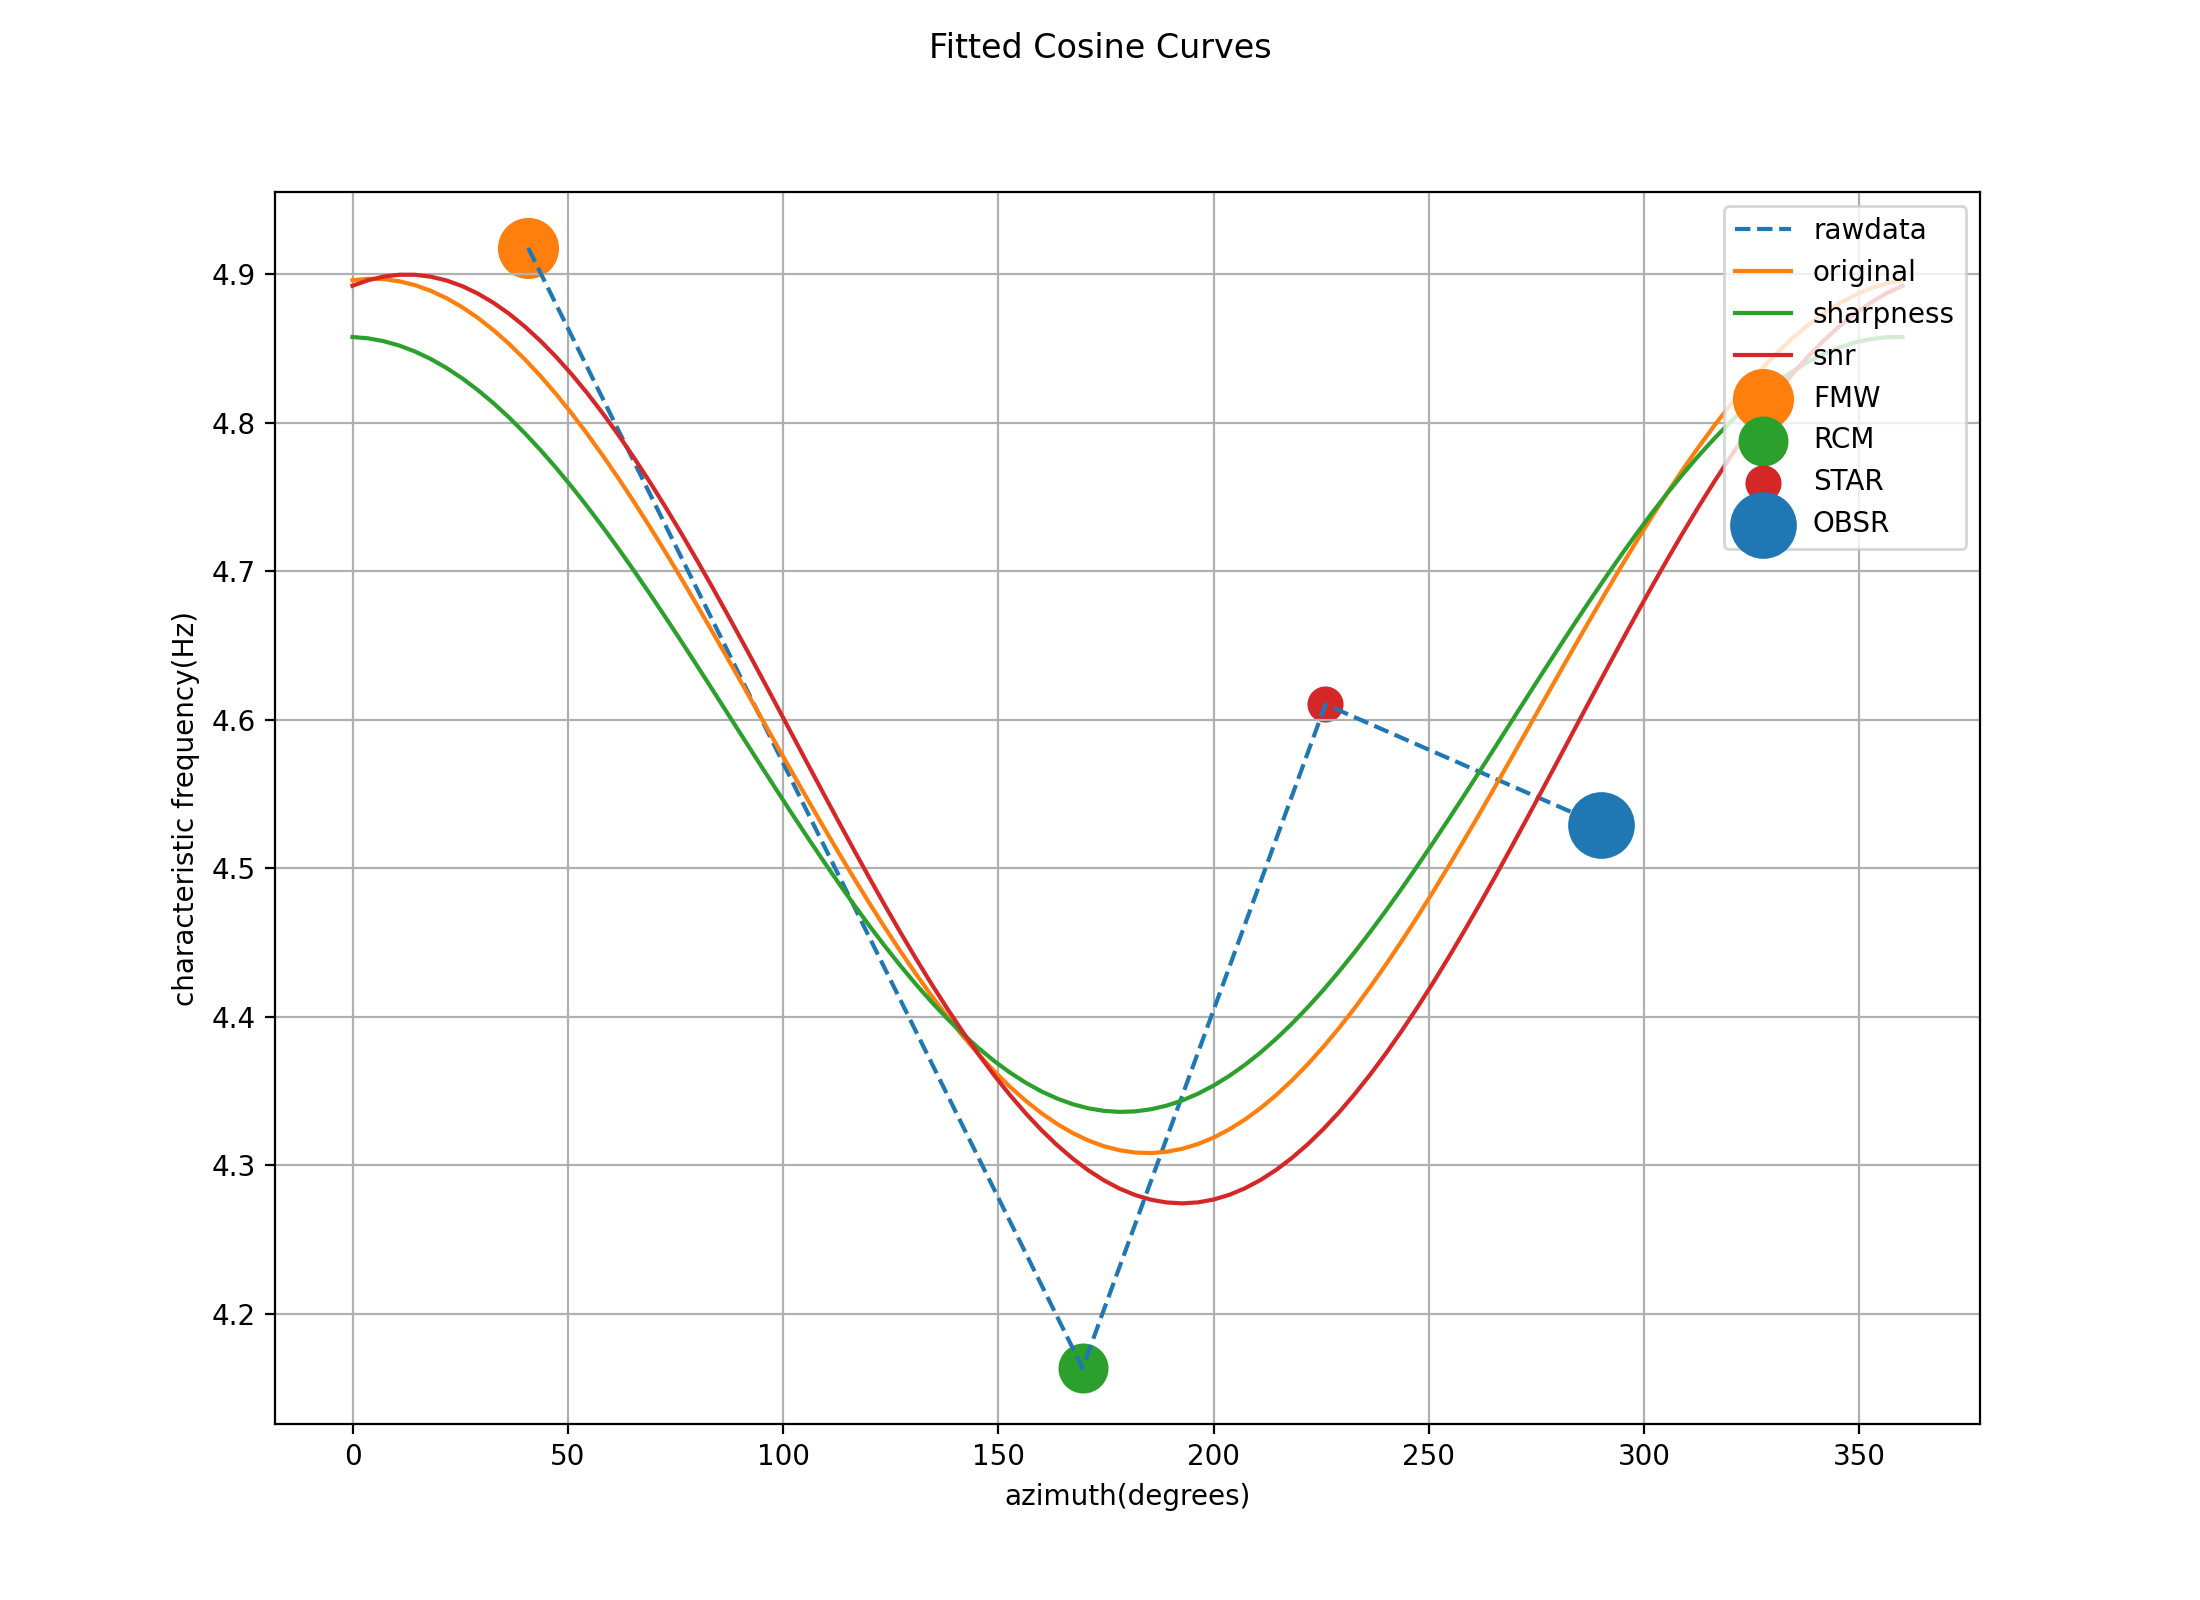 Fitted Cosine Curves
4.9
4.8
4.7
4.6
4.5
4.4
4.3
4.2
characteristic frequency(Hz)
rawdata
original
sharpness
snr
FMW
RCM
STAR
OBSR
0 50 100 150 200 250 300 350
azimuth(degrees)